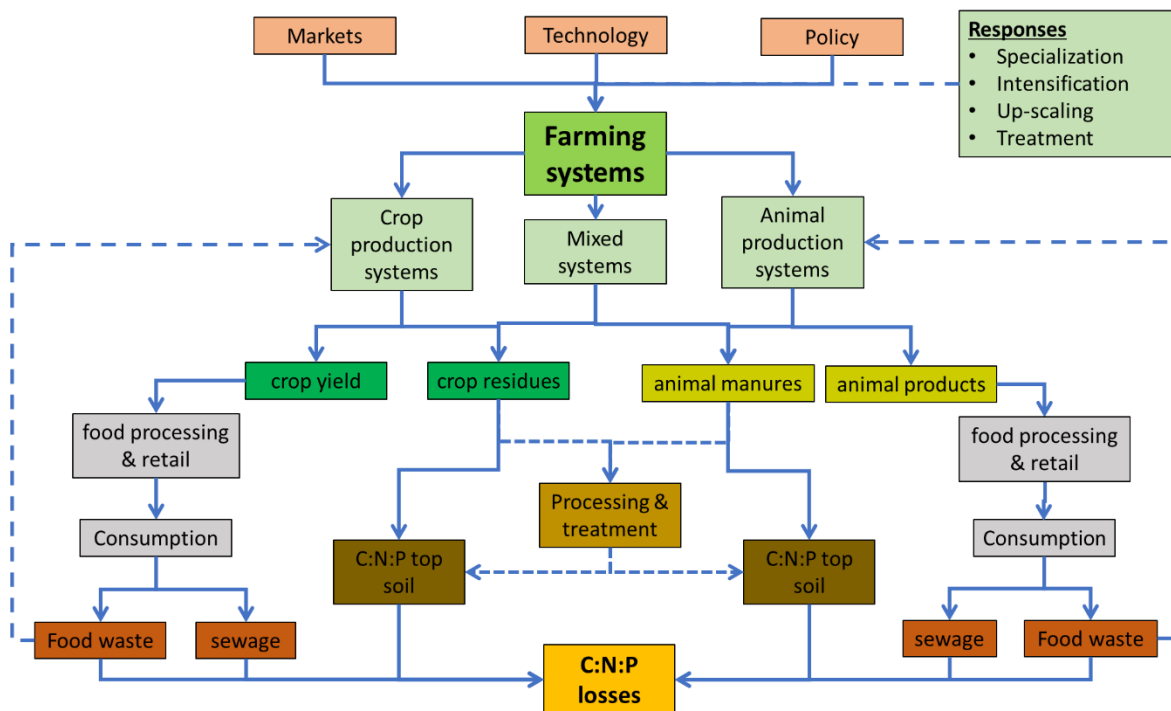 Markets
Technology
Policy
Responses
• Specialization
• Intensification
• Up-scaling
• Treatment
Farming
systems
Crop
production
systems
Mixed
systems
Animal
production
systems
crop yield
crop residues
animal manures
animal products
food processing
& retail
Processing &
treatment
food processing
& retail
Consumption
C:N:P top
soil
C:N:P top
soil
Consumption
Food waste
sewage
sewage
Food waste
C:N:P
losses